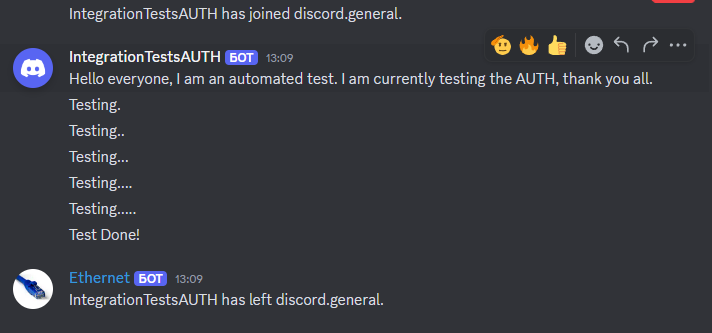 IntegrationTestsAUTH has joined discord.general.
IntegrationTestsAUTH БОТ 13:09
Hello everyone, I am an automated test. I am currently testing the AUTH, thank you all.
Testing.
Testing..
Testing...
Testing....
Testing.....
Test Done!
Ethernet БОТ 13:09
IntegrationTestsAUTH has left discord.general.